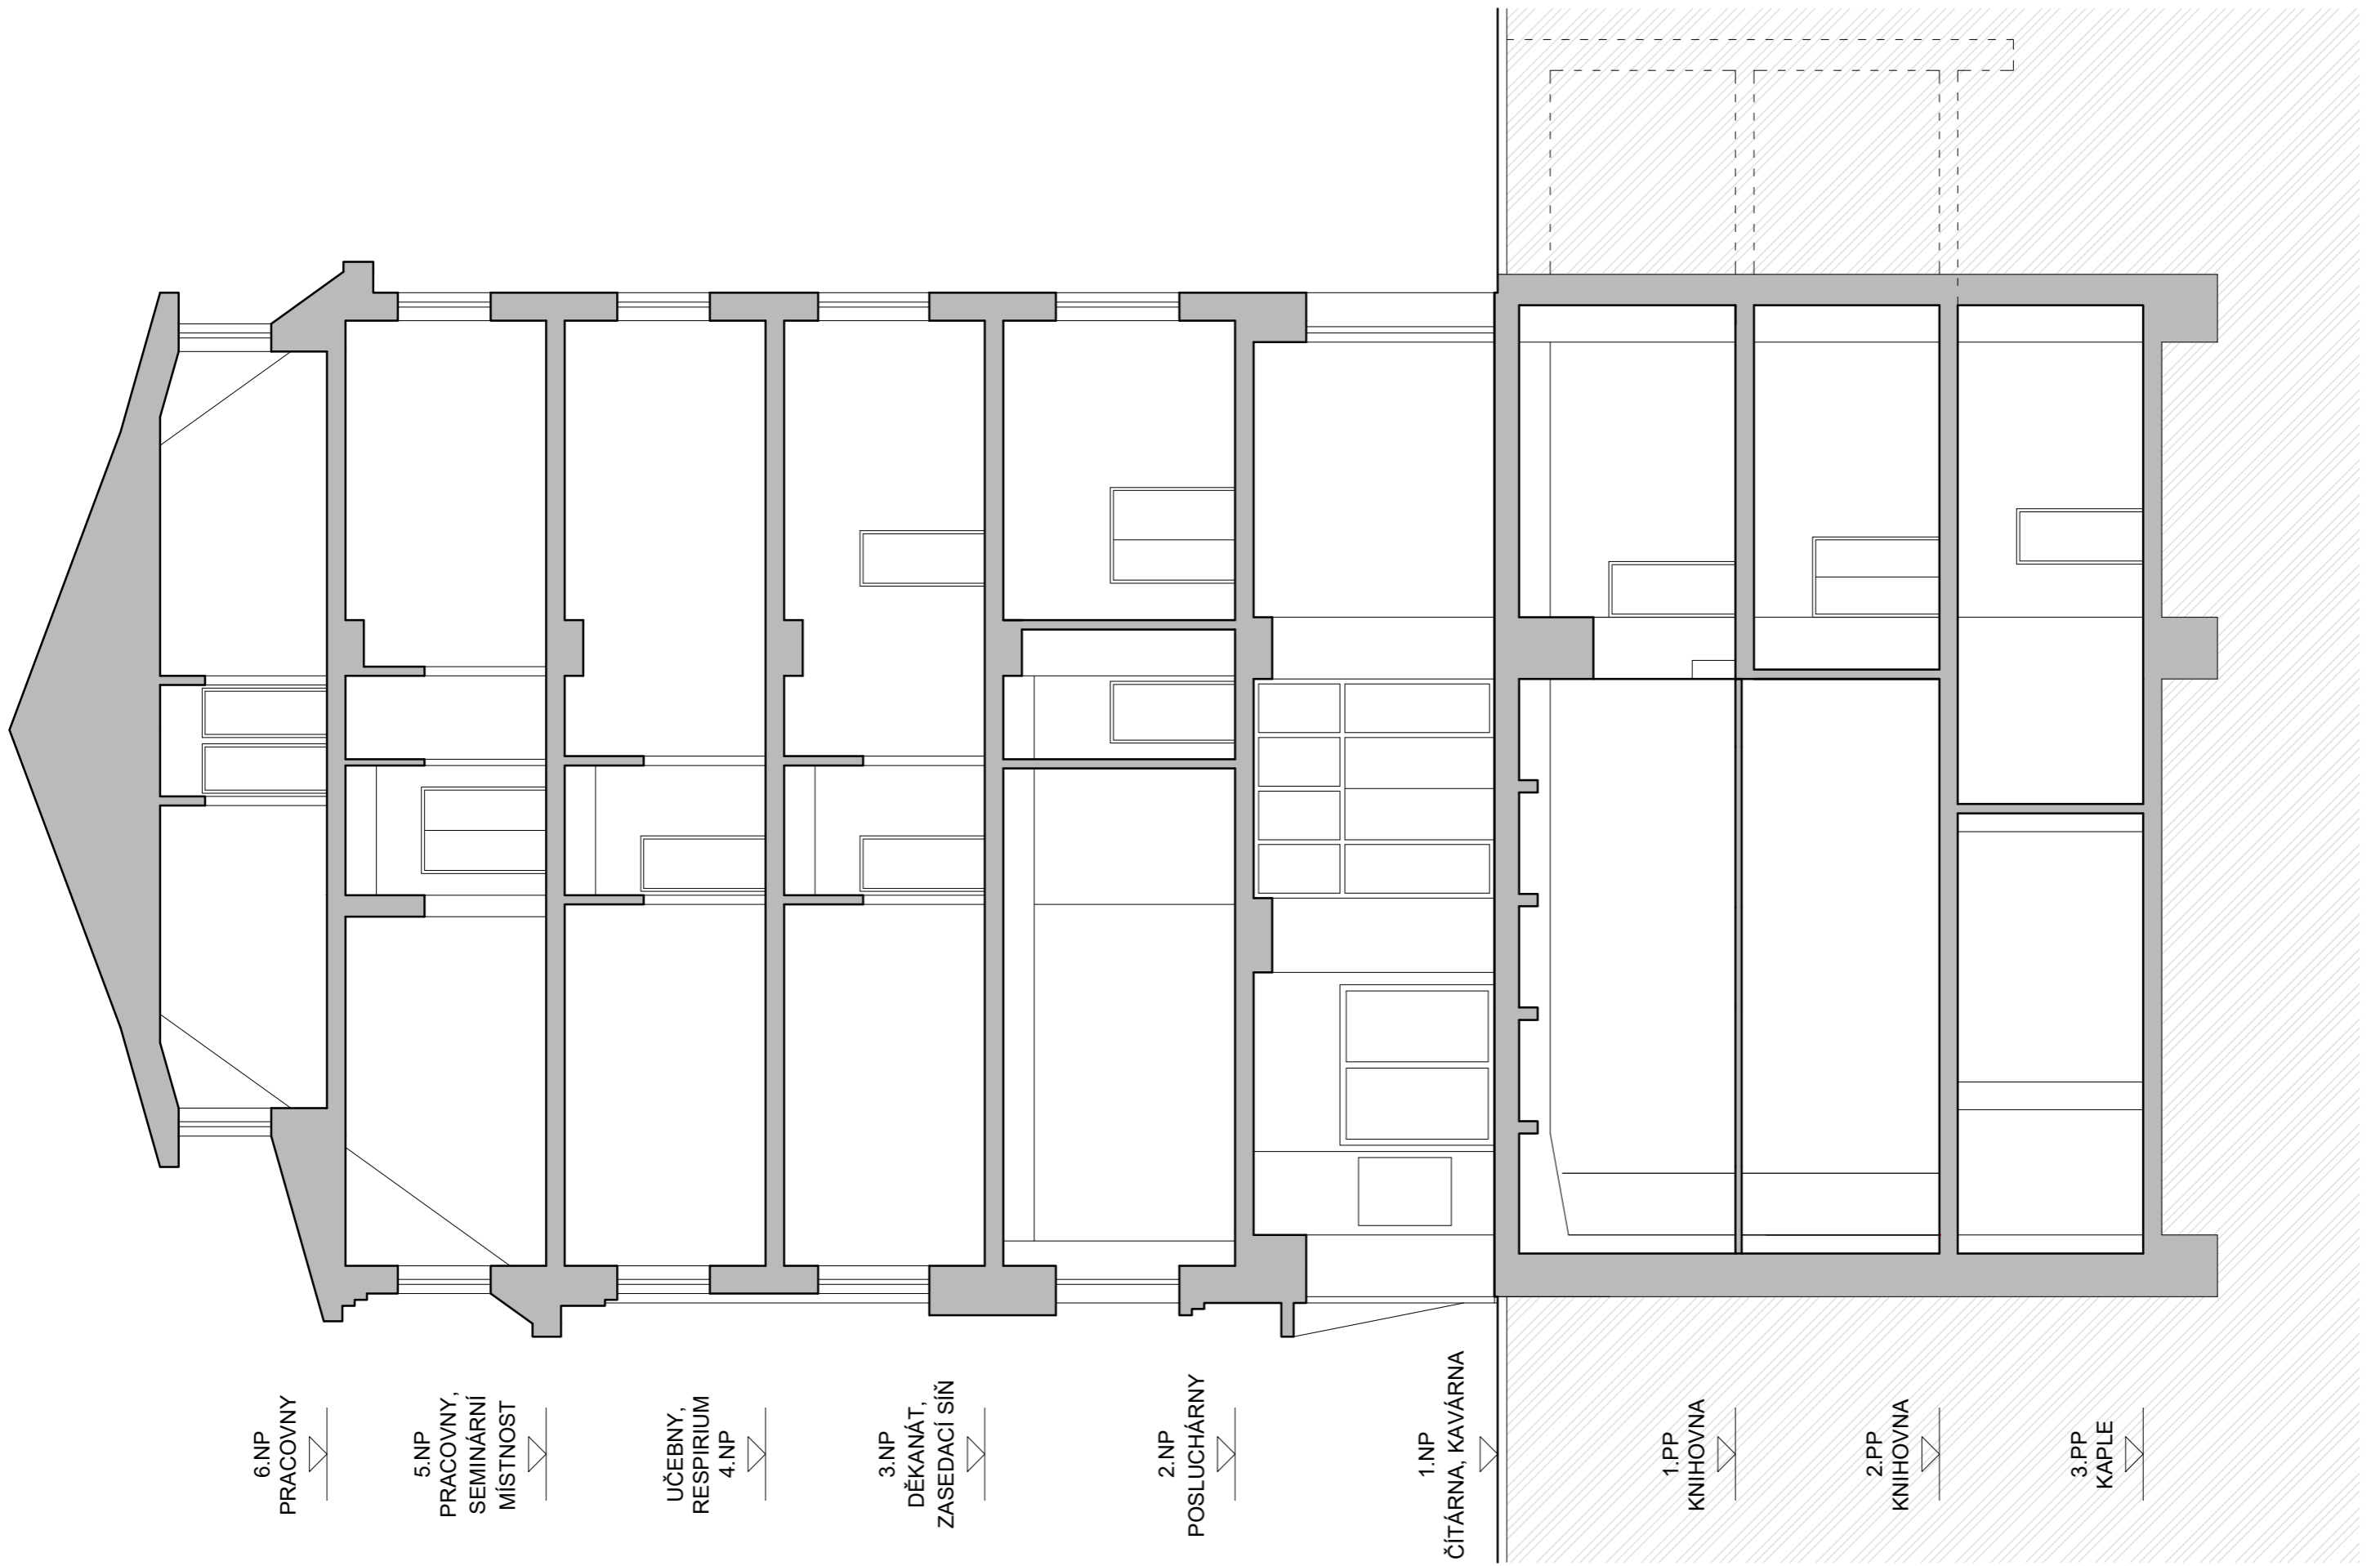 6.NP
PRACOVNY
5.NP
PRACOVNY,
SEMINÁRNÍ
MÍSTNOST
UČEBNY,
RESPIRIUM
4.NP
3.NP
DĚKANÁT,
ZASEDACÍ SÍŇ
2.NP
POSLUCHÁRNY
1.NP
ČÍTÁRNA, KAVÁRNA
1.PP
KNIHOVNA
2.PP
KNIHOVNA
3.PP
KAPLE